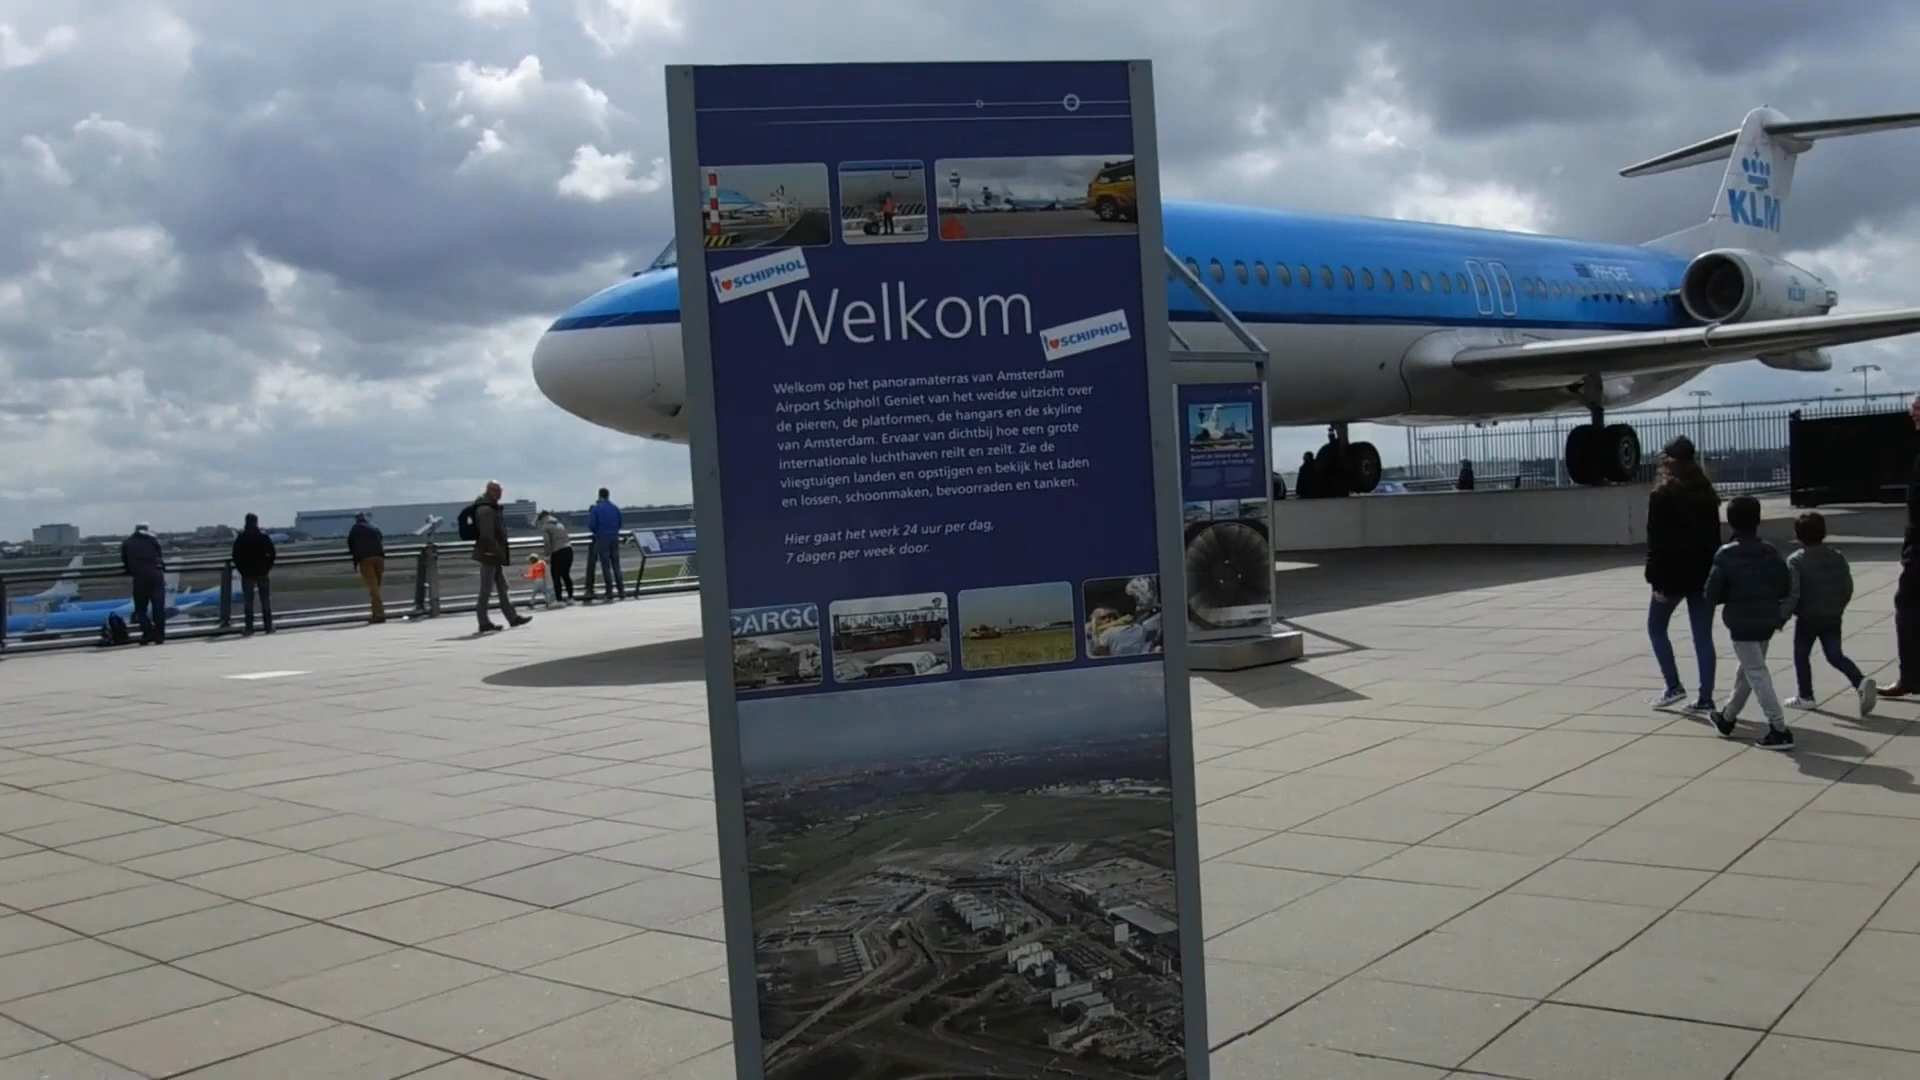 I SCHIPHOL
Welkom
I SCHIPHOL
Welkom op het panoramaterras van Amsterdam
Airport Schiphol! Geniet van het weidse uitzicht over
de pieren, de platformen, de hangars en de skyline
van Amsterdam. Ervaar van dichtbij hoe een grote
internationale luchthaven reilt en zeilt. Zie de
vliegtuigen landen en opstijgen en bekijk het laden
en lossen, schoonmaken, bevoorraden en tanken.
Hier gaat het werk 24 uur per dag,
7 dagen per week door.
CARGO
KLM
KLM